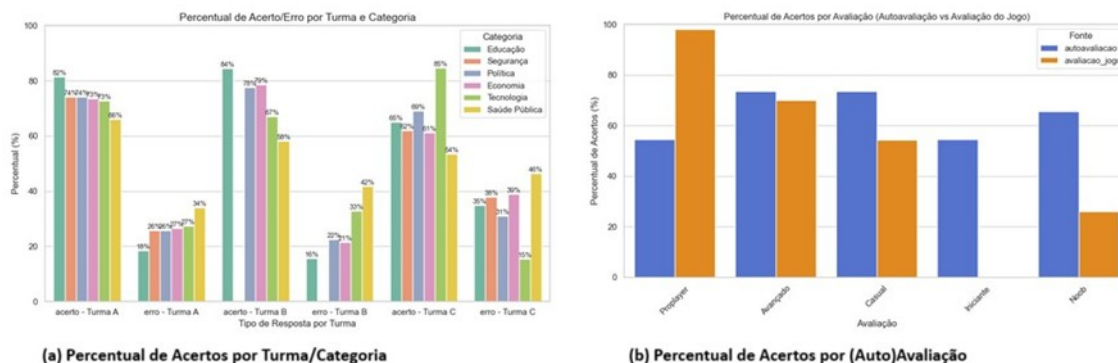 Percentual de Acerto/Erro por Turma e Categoria
Categoria
Educação
Segurança
Política
Economia
Tecnologia
Saúde Pública
Percentual (%)
100
80
60
40
20
0
82%
74%
74%
73%
73%
66%
18%
26%
26%
27%
27%
34%
84%
78%
79%
67%
58%
16%
22%
21%
33%
42%
65%
62%
69%
61%
85%
54%
35%
38%
31%
39%
15%
46%
acerto - Turma A
erro - Turma A
acerto - Turma B
erro - Turma B
acerto - Turma C
erro - Turma C
Tipo de Resposta por Turma
(a) Percentual de Acertos por Turma/Categoria
Percentual de Acertos por Avaliação (Autoavaliação vs Avaliação do Jogo)
Fonte
autoavaliacao
avaliacao_jogo
Percentual de Acertos (%)
100
80
60
40
20
0
Proplayer
Avançado
Casual
Iniciante
Noob
Avaliação
(b) Percentual de Acertos por (Auto)Avaliação